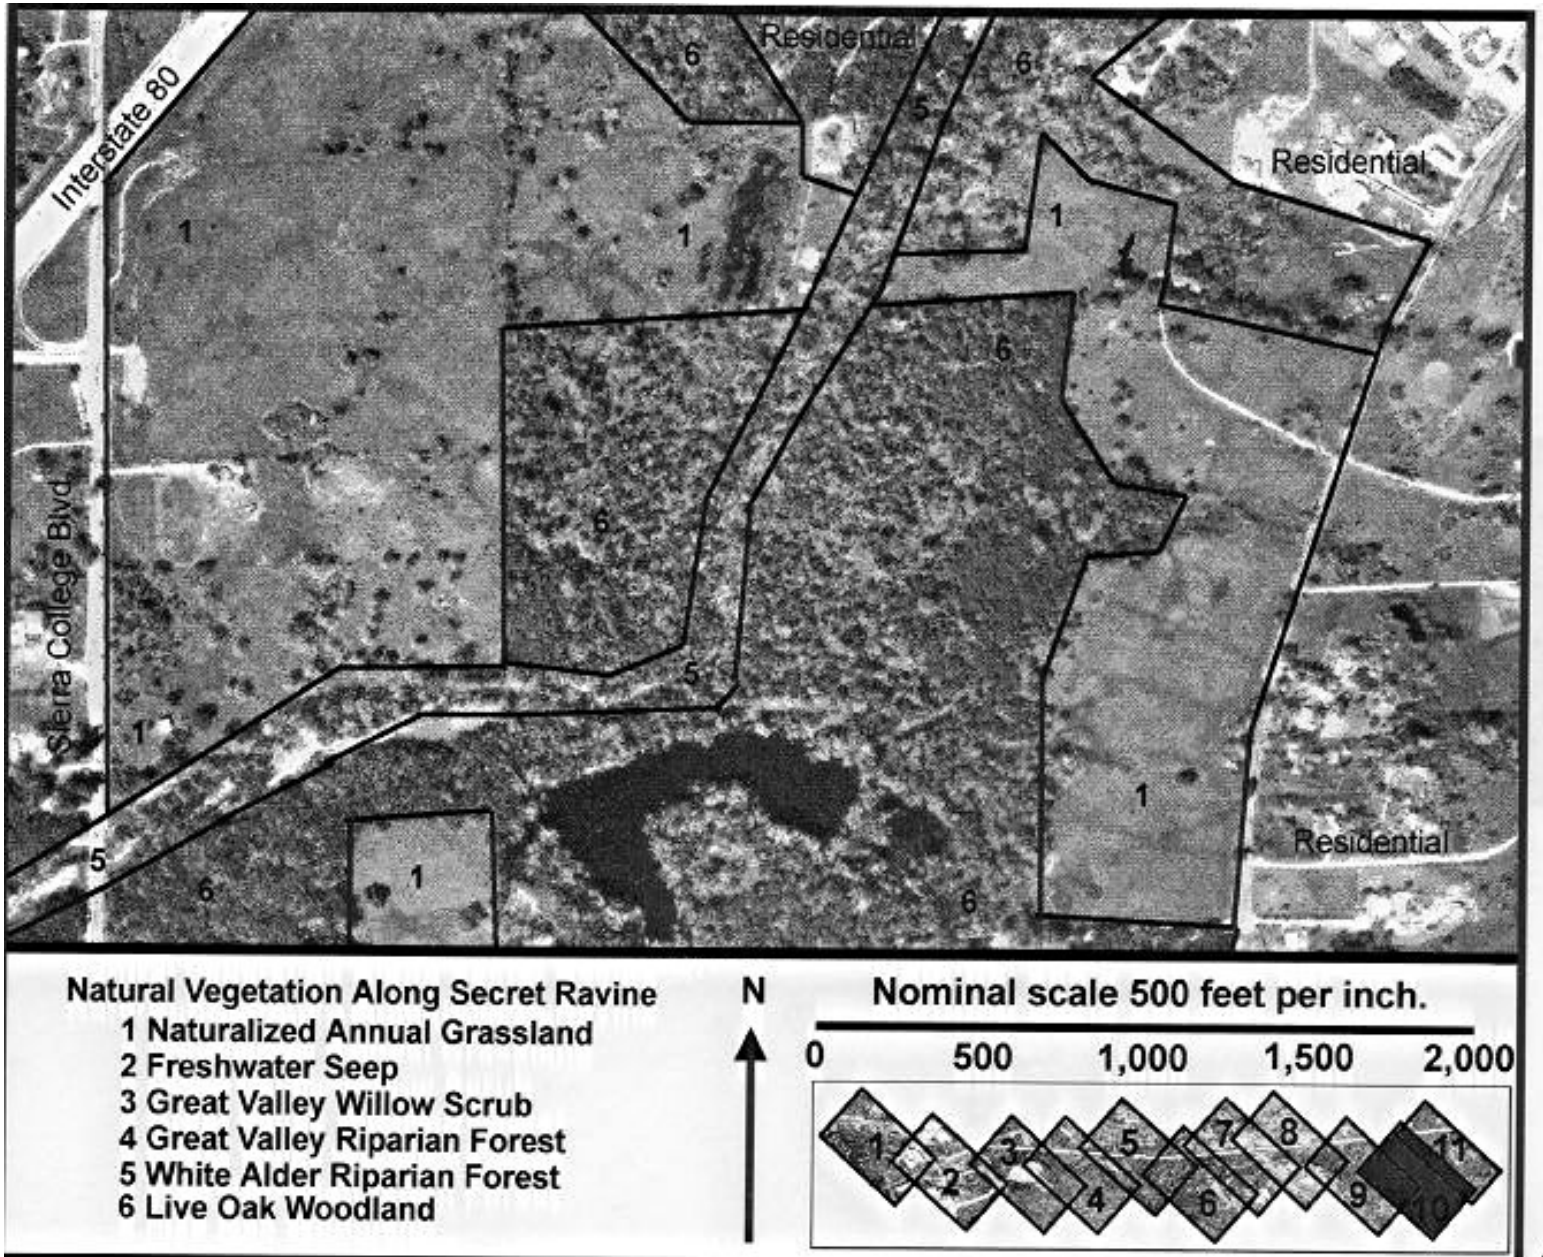 6
Residential
6
5
Interstate 80
Residential
1
1
1
6
6
Sierra College Blvd.
5
1
1
Residential
5
1
6
6
Natural Vegetation Along Secret Ravine
1 Naturalized Annual Grassland
2 Freshwater Seep
3 Great Valley Willow Scrub
4 Great Valley Riparian Forest
5 White Alder Riparian Forest
6 Live Oak Woodland
N
Nominal scale 500 feet per inch.
0 500 1,000 1,500 2,000
1 2 3 4 5 6 7 8 9 10 11